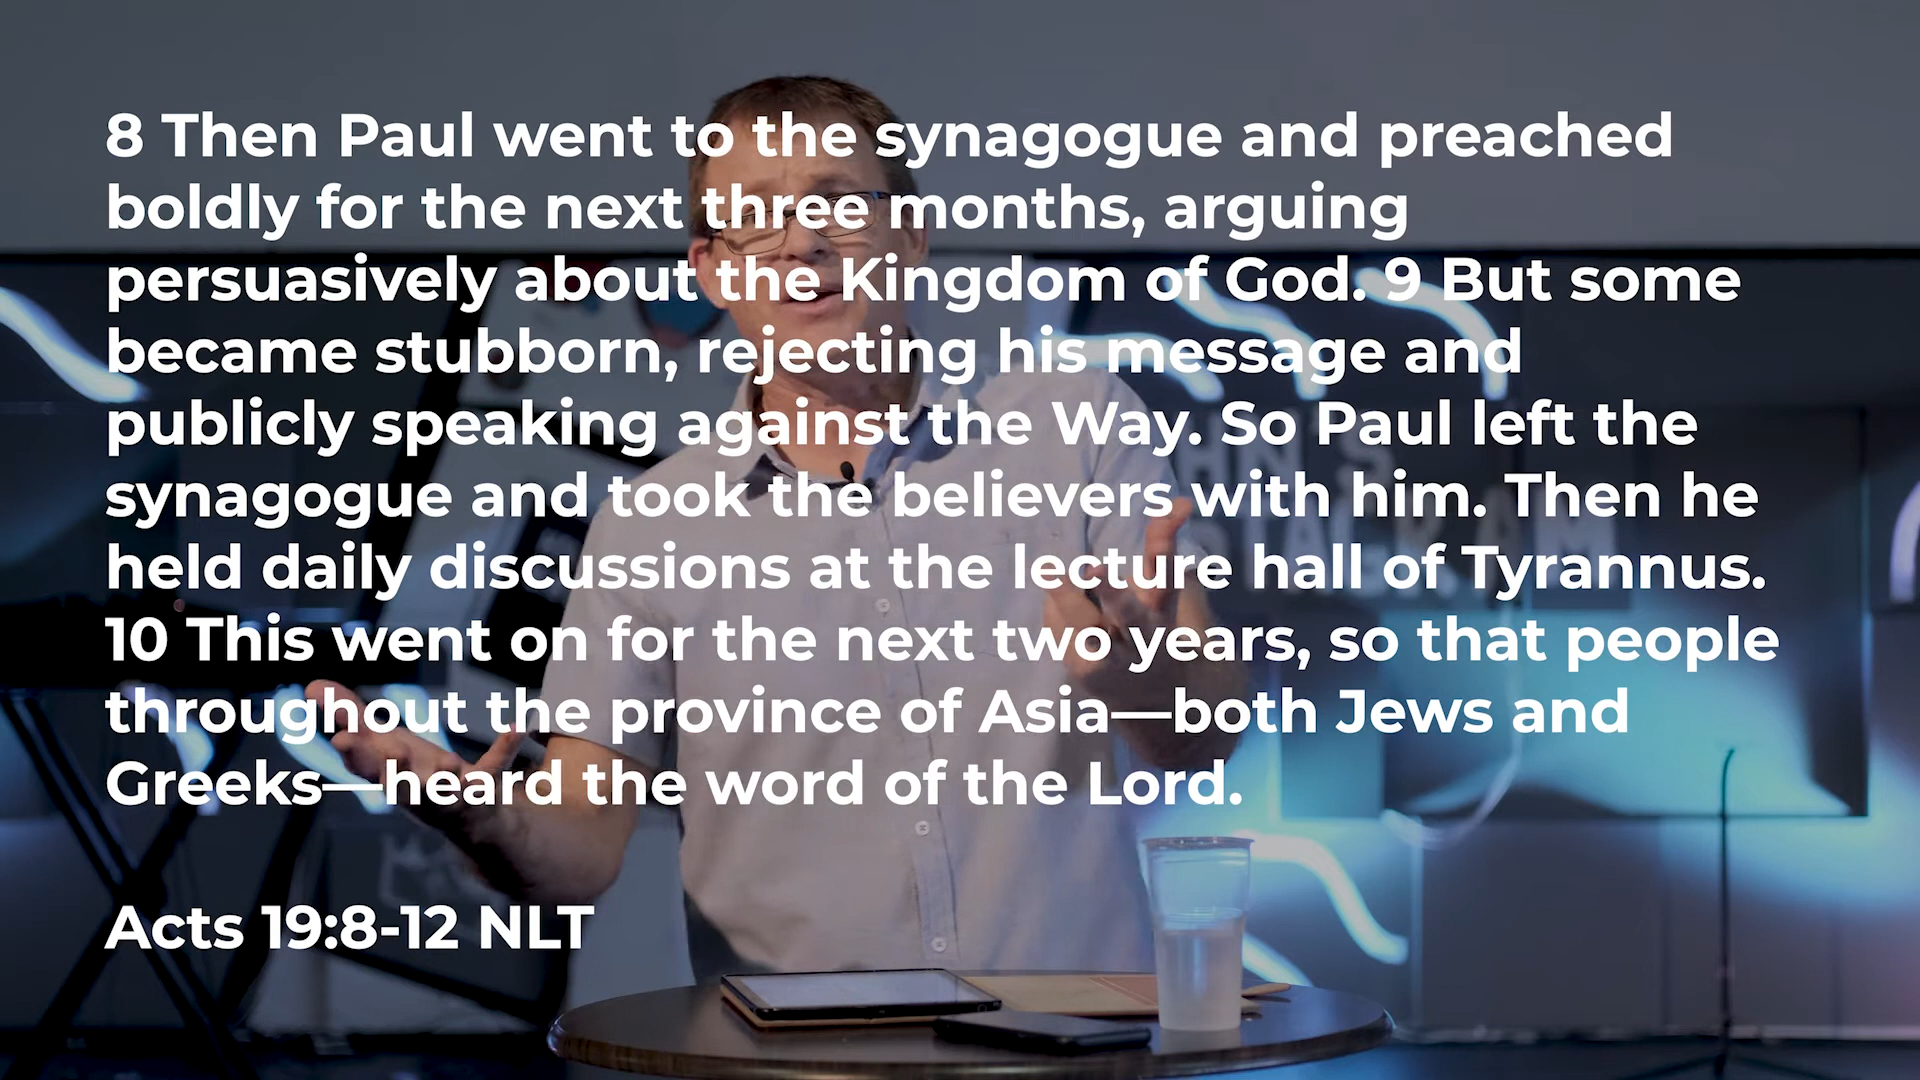 8 Then Paul went to the synagogue and preached
boldly for the next three months, arguing
persuasively about the Kingdom of God. 9 But some
became stubborn, rejecting his message and
publicly speaking against the Way. So Paul left the
synagogue and took the believers with him. Then he
held daily discussions at the lecture hall of Tyrannus.
10 This went on for the next two years, so that people
throughout the province of Asia—both Jews and
Greeks—heard the word of the Lord.
Acts 19:8-12 NLT